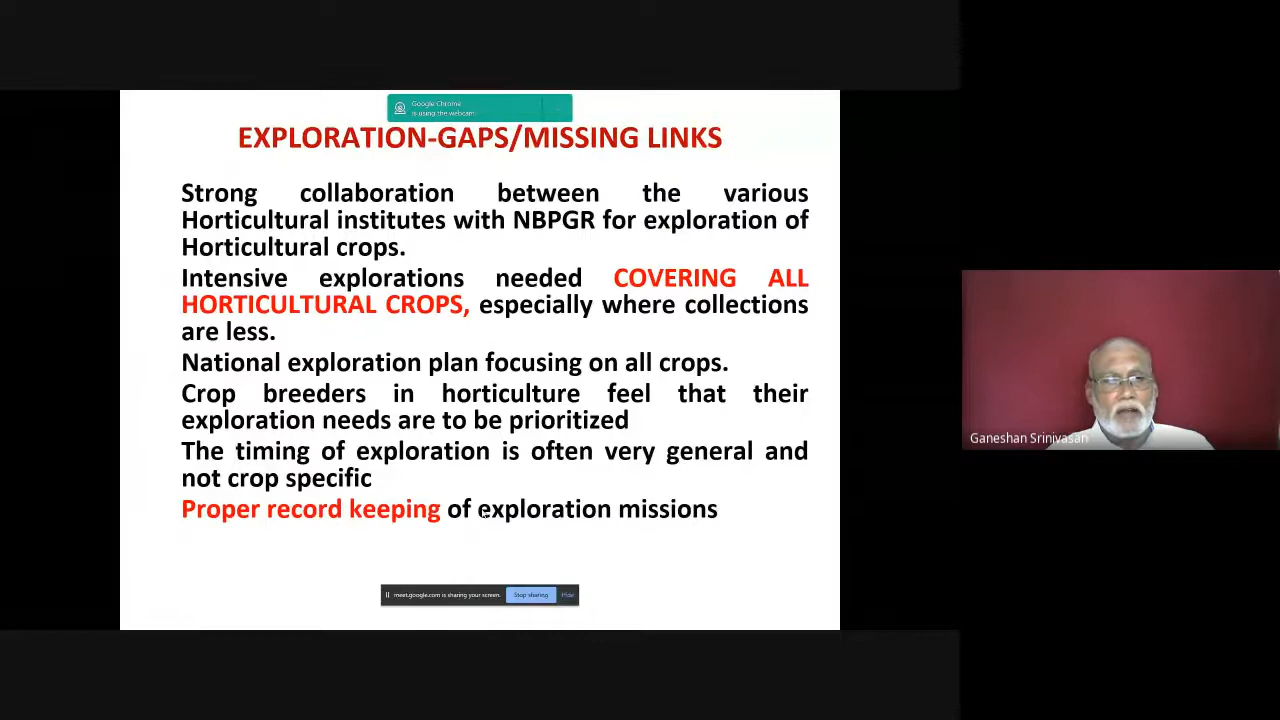 Google Chrome
is using the webcam
EXPLORATION-GAPS/MISSING LINKS
Strong collaboration between the various
Horticultural institutes with NBPGR for exploration of
Horticultural crops.
Intensive explorations needed COVERING ALL
HORTICULTURAL CROPS, especially where collections
are less.
National exploration plan focusing on all crops.
Crop breeders in horticulture feel that their
exploration needs are to be prioritized
The timing of exploration is often very general and
not crop specific
Proper record keeping of exploration missions
meet.google.com is sharing your screen. Stop sharing Hide
Ganeshan Srinivasan